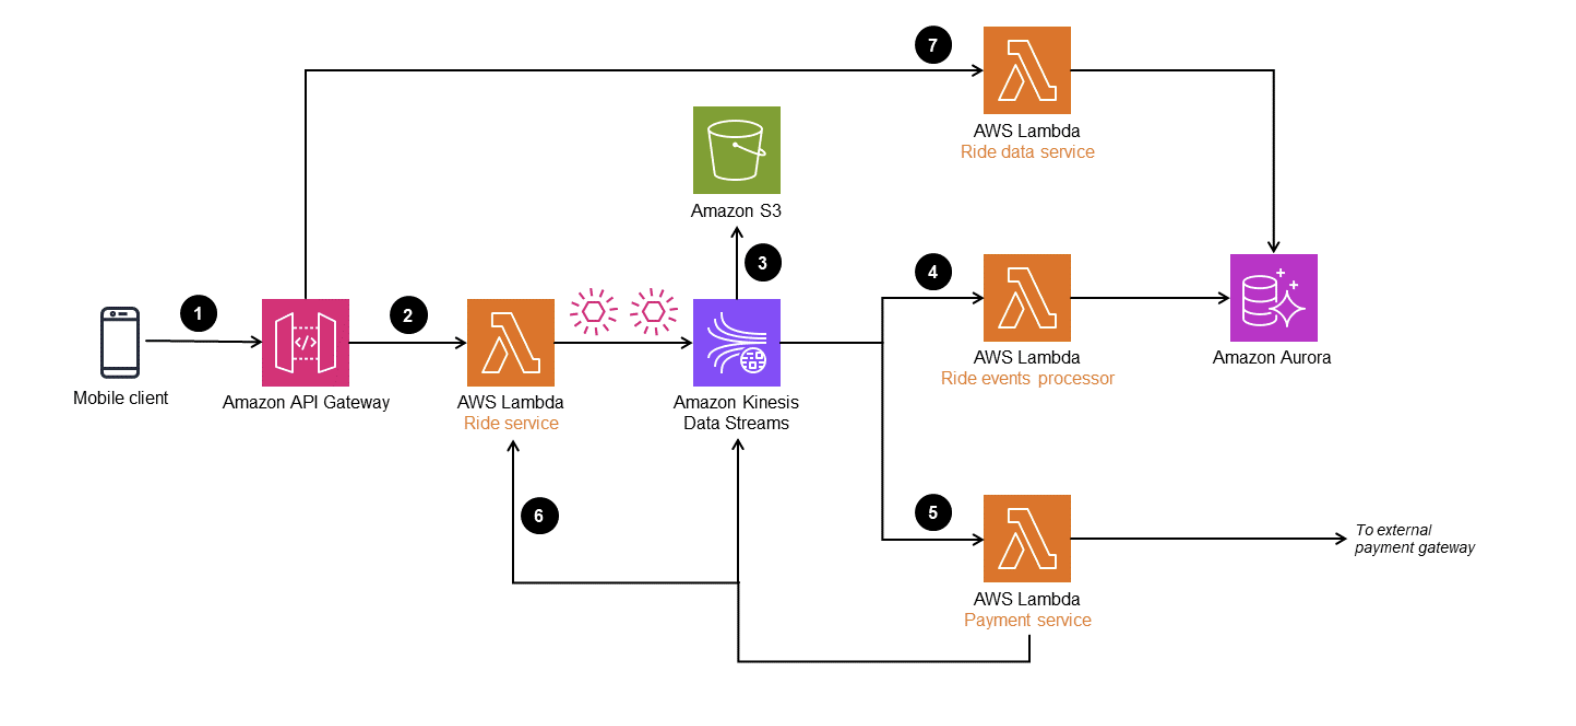 7
AWS Lambda
Ride data service
Amazon S3
3
4
1
2
</>
AWS Lambda
Ride events processor
Amazon Aurora
Mobile client
Amazon API Gateway
AWS Lambda
Ride service
Amazon Kinesis
Data Streams
6
5
To external
payment gateway
AWS Lambda
Payment service